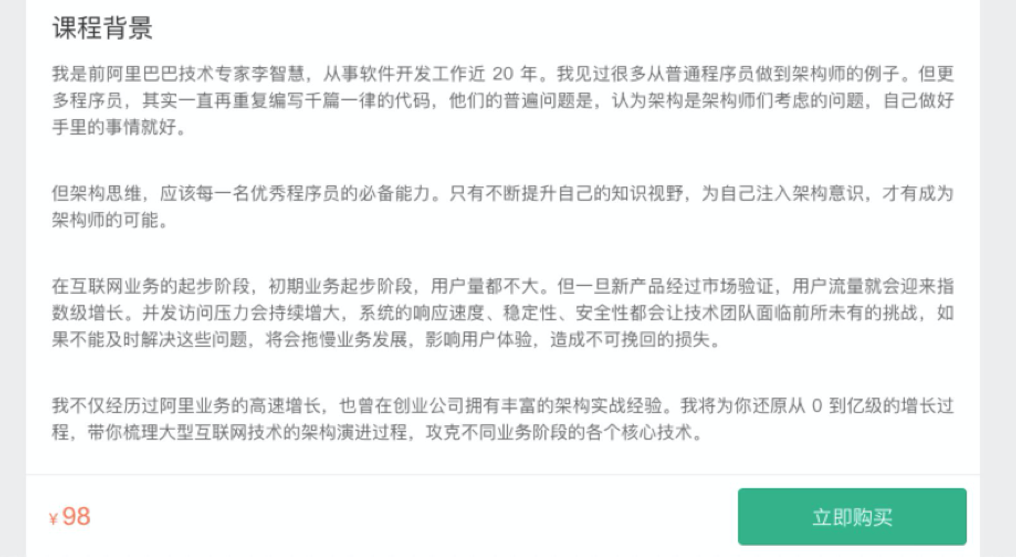 课程背景
我是前阿里巴巴技术专家李智慧，从事软件开发工作近 20 年。我见过很多从普通程序员做到架构师的例子。但更
多程序员，其实一直再重复编写千篇一律的代码，他们的普遍问题是，认为架构是架构师们考虑的问题，自己做好
手里的事情就好。
但架构思维，应该每一名优秀程序员的必备能力。只有不断提升自己的知识视野，为自己注入架构意识，才有成为
架构师的可能。
在互联网业务的起步阶段，初期业务起步阶段，用户量都不大。但一旦新产品经过市场验证，用户流量就会迎来指
数级增长。并发访问压力会持续增大，系统的响应速度、稳定性、安全性都会让技术团队面临前所未有的挑战，如
果不能及时解决这些问题，将会拖慢业务发展，影响用户体验，造成不可挽回的损失。
我不仅经历过阿里业务的高速增长，也曾在创业公司拥有丰富的架构实战经验。我将为你还原从 0 到亿级的增长过
程，带你梳理大型互联网技术的架构演进过程，攻克不同业务阶段的各个核心技术。
¥98
立即购买